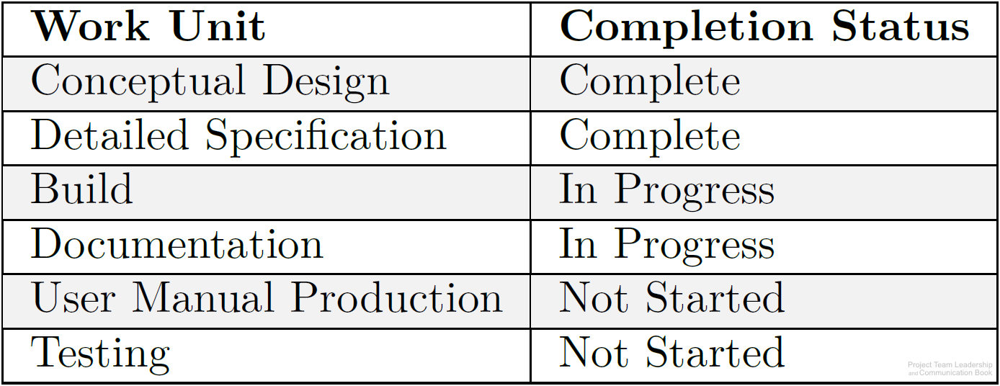 Work Unit Completion Status
Conceptual Design Complete
Detailed Specification Complete
Build In Progress
Documentation In Progress
User Manual Production Not Started
Testing Not Started
Project Team Leadership
and Communication Book